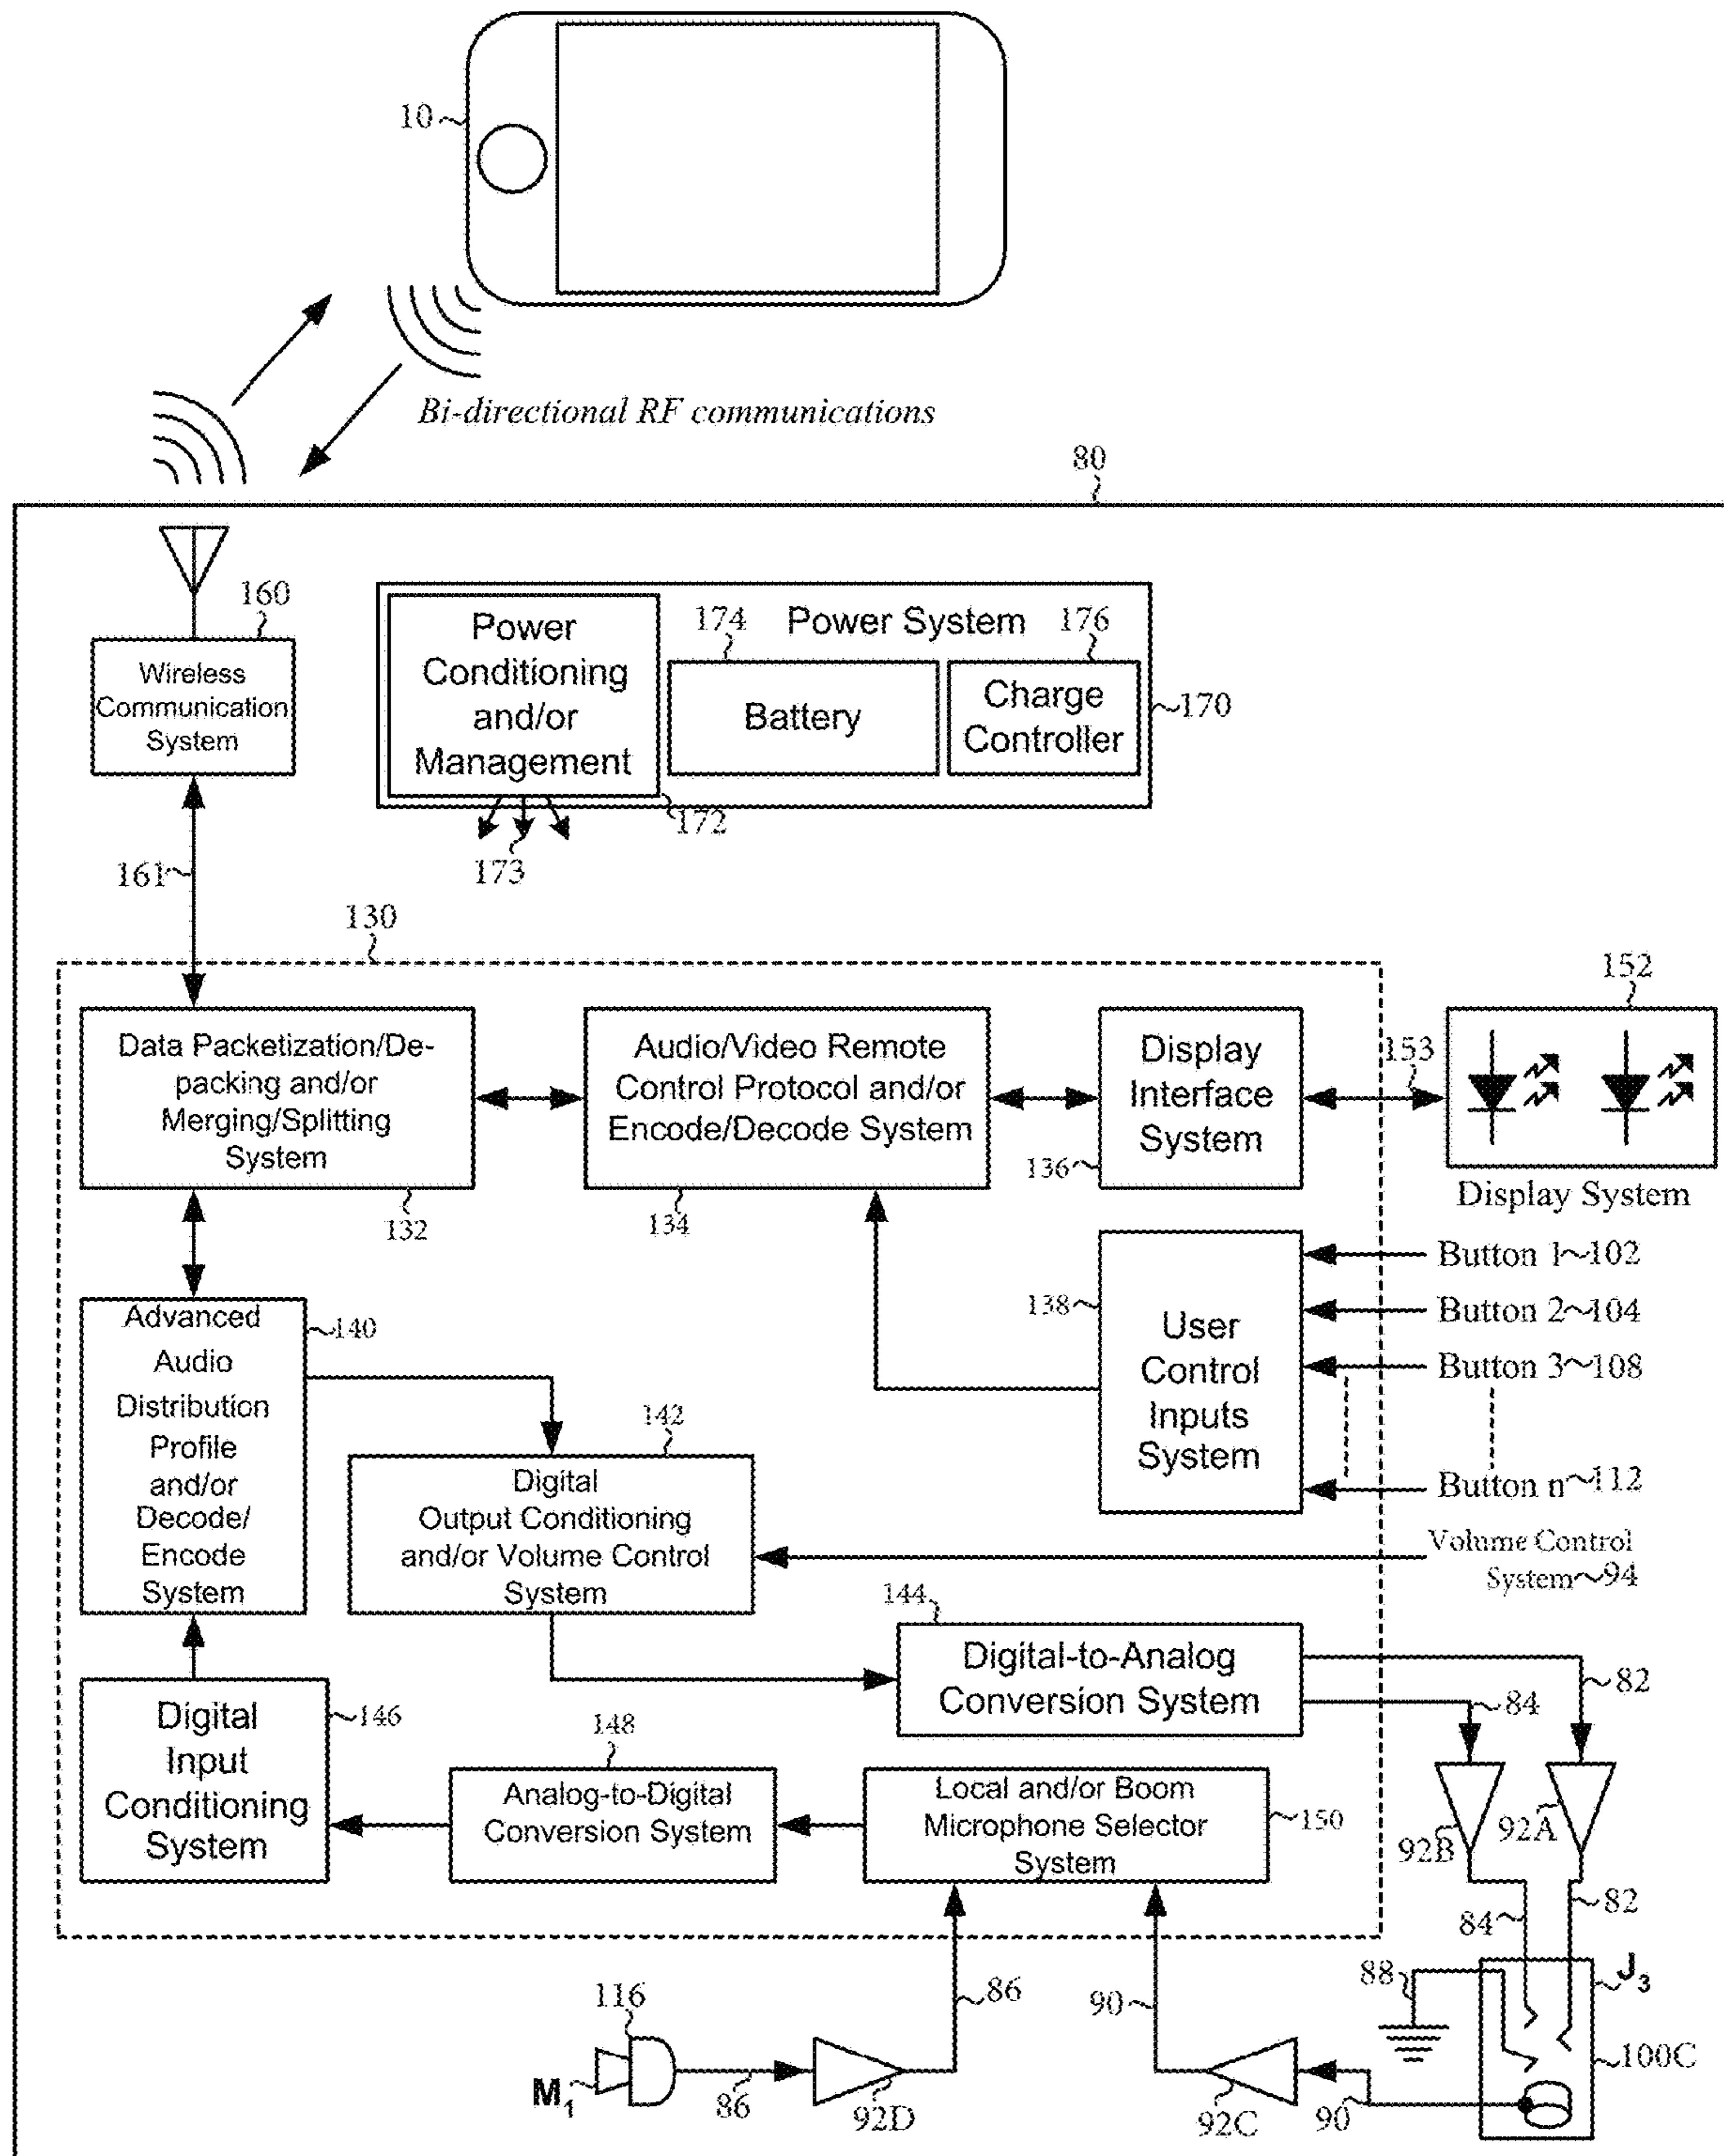 10
Bi-directional RF communications
80
160
Wireless
Communication
System
Power
Conditioning
and/or
Management
174
Power System
176
Battery
Charge
Controller
170
172
173
161
130
152
Data Packetization/De-
packing and/or
Merging/Splitting
System
132
Audio/Video Remote
Control Protocol and/or
Encode/Decode System
134
Display
Interface
System
136
153
Display System
138
User
Control
Inputs
System
Button 1 102
Button 2 104
Button 3 108
Button n 112
Advanced
Audio
Distribution
Profile
and/or
Decode/
Encode
System
140
142
Digital
Output Conditioning
and/or Volume Control
System
Volume Control
System 94
144
Digital-to-Analog
Conversion System
82
84
Digital
Input
Conditioning
System
146
148
Analog-to-Digital
Conversion System
Local and/or Boom
Microphone Selector
System
150
92B
92A
84
82
88
J3
100C
116
M1
86
92D
86
90
92C
90